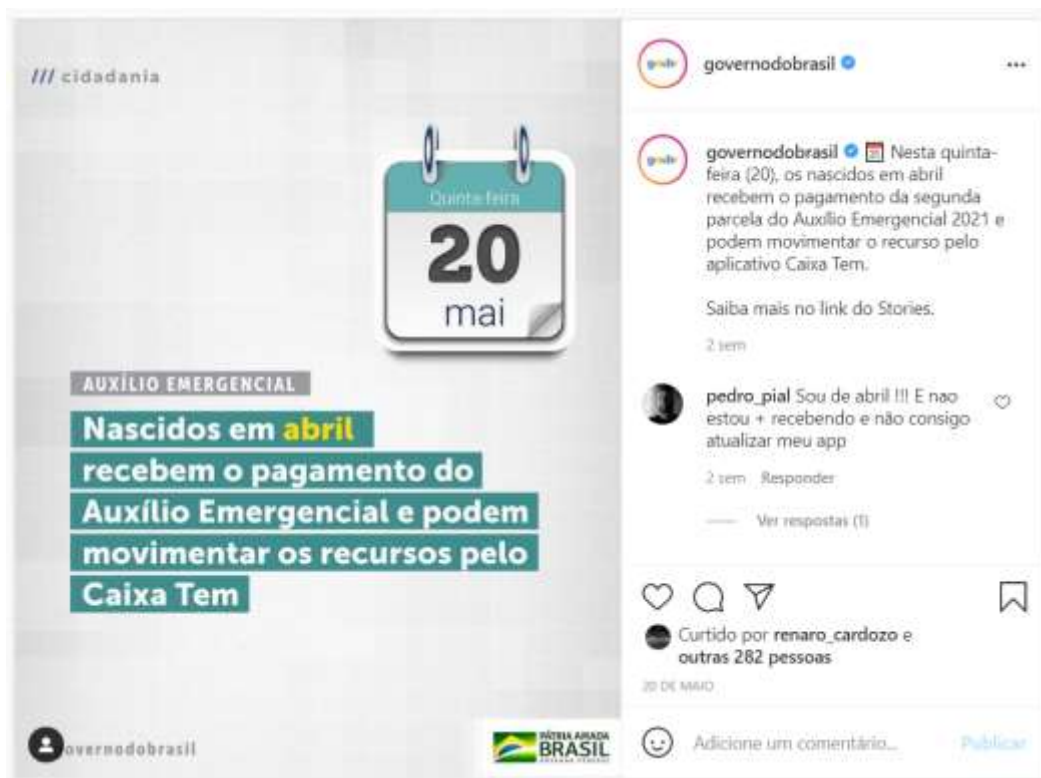 /// cidadania
Quinta-feira
20
mai
AUXÍLIO EMERGENCIAL
Nascidos em abril
recebem o pagamento do
Auxílio Emergencial e podem
movimentar os recursos pelo
Caixa Tem
overnodobrasil
PÁTRIA AMADA
BRASIL
governodobrasil
governodobrasil Nesta quinta-
feira (20), os nascidos em abril
recebem o pagamento da segunda
parcela do Auxílio Emergencial 2021 e
podem movimentar o recurso pelo
aplicativo Caixa Tem.
Saiba mais no link do Stories.
2 sem
pedro_pial Sou de abril !!! E nao
estou + recebendo e não consigo
atualizar meu app
2 sem Responder
Ver respostas (1)
Curtido por renaro_cardozo e
outras 282 pessoas
20 DE MAIO
Adicione um comentário... Publicar